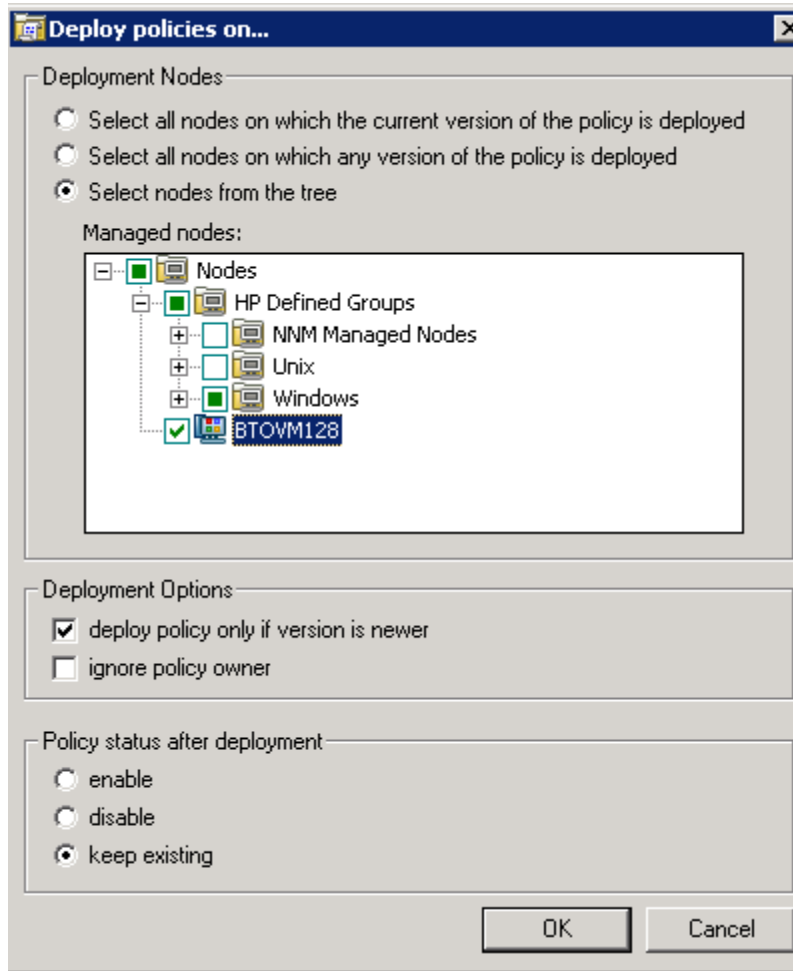 Deploy policies on...
Deployment Nodes
Select all nodes on which the current version of the policy is deployed
Select all nodes on which any version of the policy is deployed
Select nodes from the tree
Managed nodes:
Nodes
HP Defined Groups
NNM Managed Nodes
Unix
Windows
BTOVM128
Deployment Options
deploy policy only if version is newer
ignore policy owner
Policy status after deployment
enable
disable
keep existing
OK Cancel